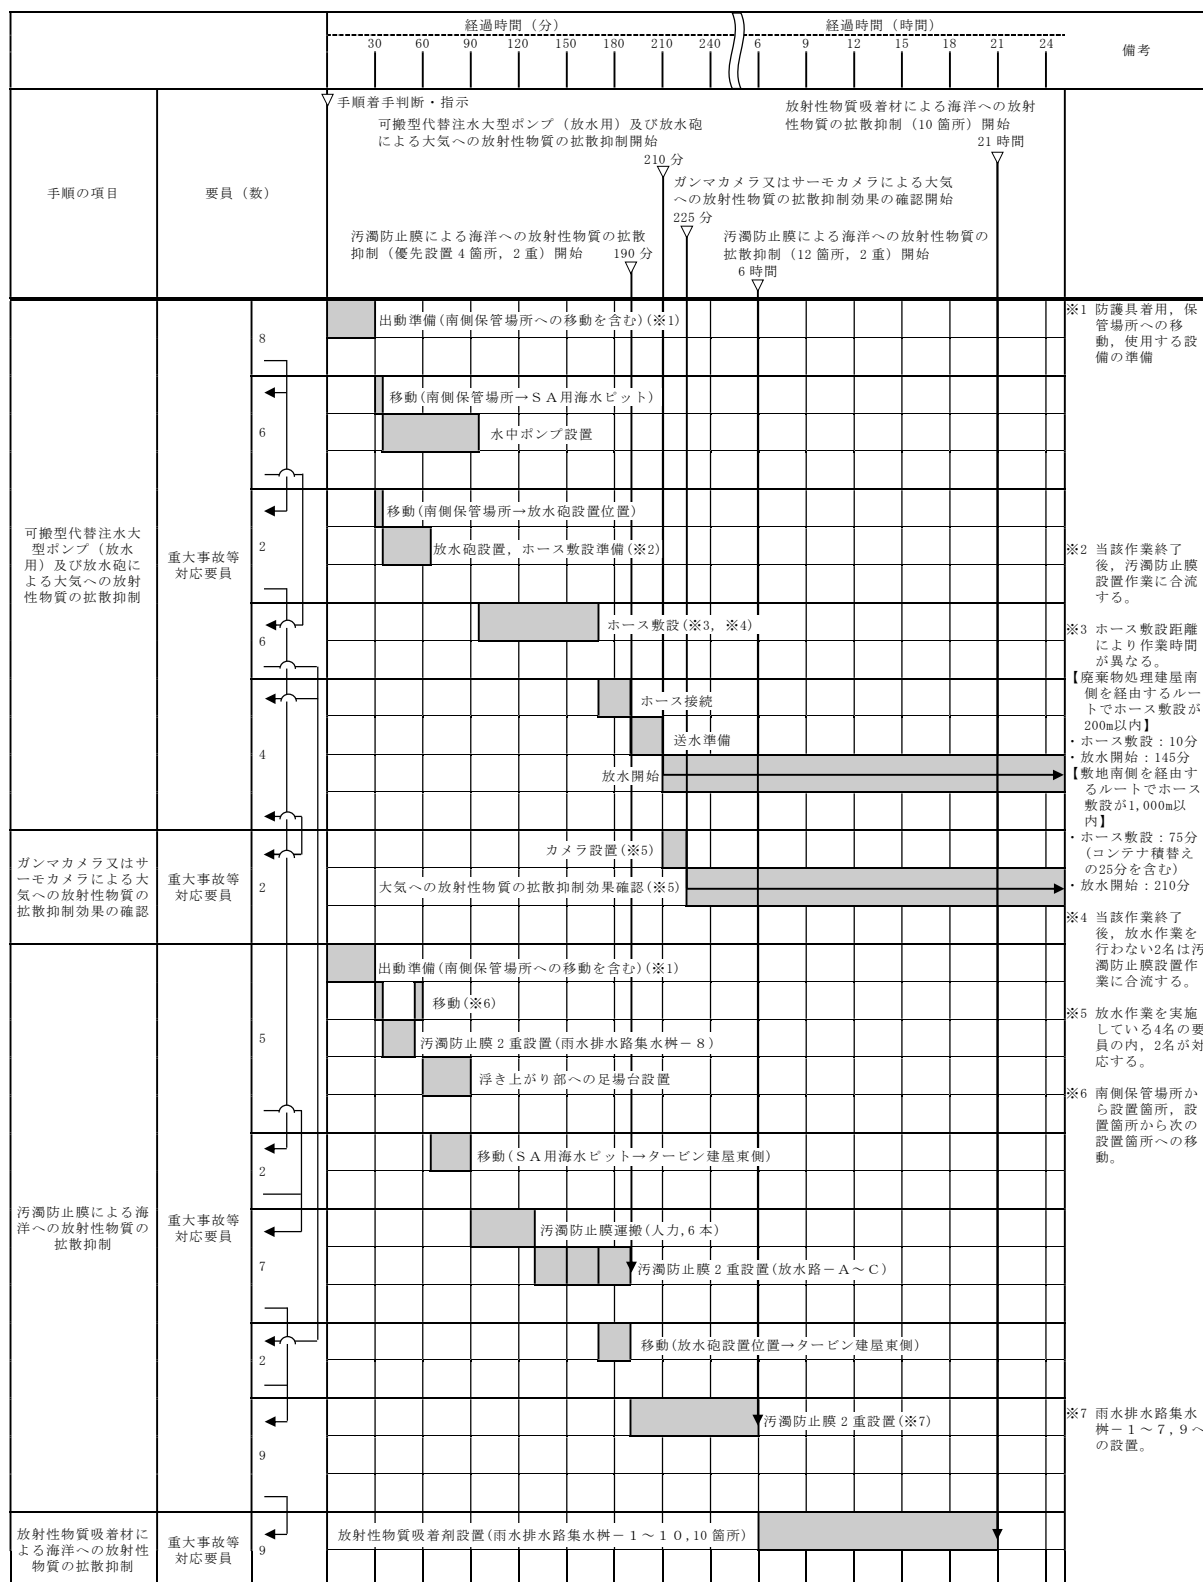 経過時間（分）
経過時間（時間）
備考
30 60 90 120 150 180 210 240 6 9 12 15 18 21 24
手順の項目
要員（数）
手順着手判断・指示
可搬型代替注水大型ポンプ（放水用）及び放水砲
による大気への放射性物質の拡散抑制開始
210 分
放射性物質吸着材による海洋への放射
性物質の拡散抑制（10 箇所）開始
21 時間
ガンマカメラ又はサーモカメラによる大気
への放射性物質の拡散抑制効果の確認開始
225 分
汚濁防止膜による海洋への放射性物質の拡散
抑制（優先設置 4 箇所，2 重）開始 190 分
汚濁防止膜による海洋への放射性物質の
拡散抑制（12 箇所，2 重）開始
6 時間
可搬型代替注水大
型ポンプ（放水
用）及び放水砲に
よる大気への放射
性物質の拡散抑制
重大事故等
対応要員
8
出動準備(南側保管場所への移動を含む)(※1)
6
移動(南側保管場所→ＳＡ用海水ピット)
水中ポンプ設置
2
移動(南側保管場所→放水砲設置位置)
放水砲設置，ホース敷設準備(※2)
6
ホース敷設(※3，※4)
4
ホース接続
送水準備
放水開始
ガンマカメラ又はサ
ーモカメラによる大
気への放射性物質の
拡散抑制効果の確認
重大事故等
対応要員
2
カメラ設置(※5)
大気への放射性物質の拡散抑制効果確認(※5)
汚濁防止膜による海
洋への放射性物質の
拡散抑制
重大事故等
対応要員
5
出動準備(南側保管場所への移動を含む)(※1)
移動(※6)
汚濁防止膜２重設置(雨水排水路集水桝－８)
浮き上がり部への足場台設置
2
移動(ＳＡ用海水ピット→タービン建屋東側)
7
汚濁防止膜運搬(人力,6 本)
汚濁防止膜２重設置(放水路－Ａ～Ｃ)
2
移動(放水砲設置位置→タービン建屋東側)
9
汚濁防止膜２重設置(※7)
放射性物質吸着材に
よる海洋への放射性
物質の拡散抑制
重大事故等
対応要員
9
放射性物質吸着剤設置(雨水排水路集水桝－１～１０,10 箇所)
※1 防護具着用，保
管場所への移
動，使用する設
備の準備
※2 当該作業終了
後，汚濁防止膜
設置作業に合流
する。
※3 ホース敷設距離
により作業時間
が異なる。
【廃棄物処理建屋南
側を経由するルー
トでホース敷設が
200m以内】
・ホース敷設：10分
・放水開始：145分
【敷地南側を経由す
るルートでホース
敷設が1,000m以
内】
・ホース敷設：75分
(コンテナ積替え
の25分を含む)
・放水開始：210分
※4 当該作業終了
後，放水作業を
行わない2名は汚
濁防止膜設置作
業に合流する。
※5 放水作業を実施
している4名の要
員の内，2名が対
応する。
※6 南側保管場所か
ら設置箇所，設
置箇所から次の
設置箇所への移
動。
※7 雨水排水路集水
桝－１～７，９へ
の設置。